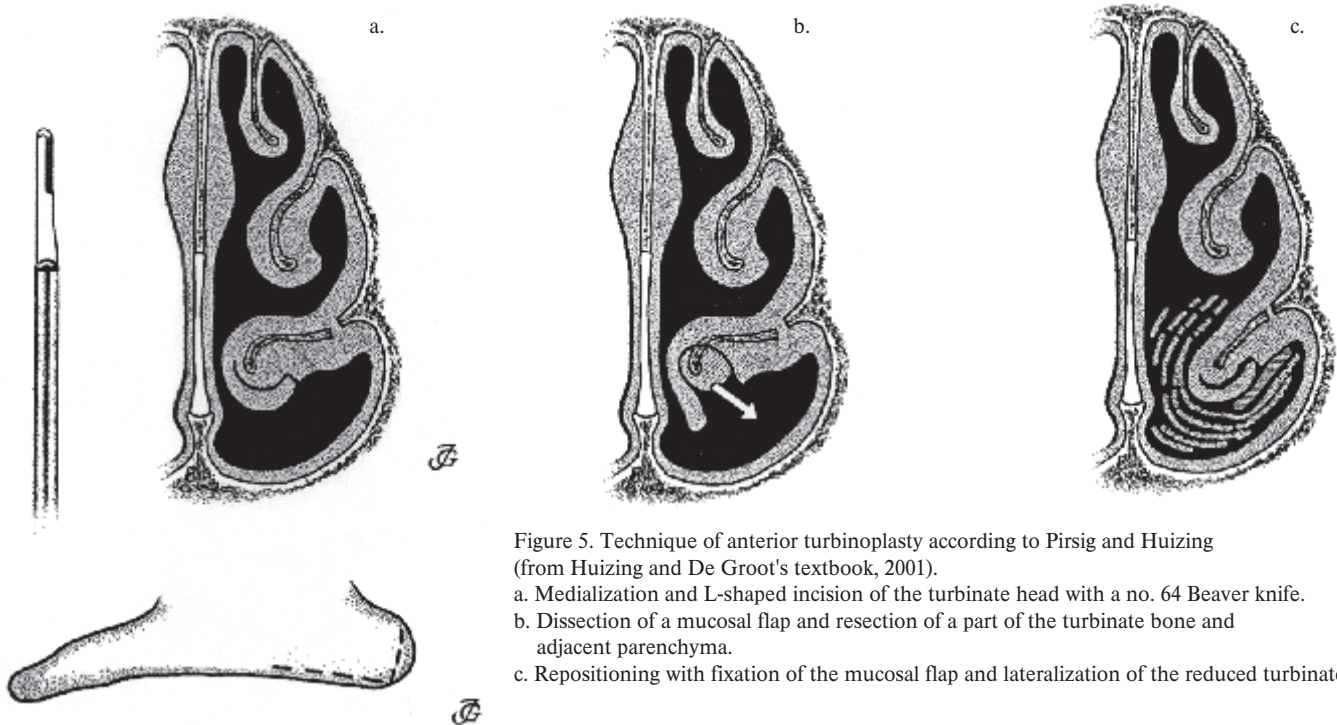 a.
b.
c.
Figure 5. Technique of anterior turbinoplasty according to Pirsig and Huizing
(from Huizing and De Groot's textbook, 2001).
a. Medialization and L-shaped incision of the turbinate head with a no. 64 Beaver knife.
b. Dissection of a mucosal flap and resection of a part of the turbinate bone and
adjacent parenchyma.
c. Repositioning with fixation of the mucosal flap and lateralization of the reduced turbinate